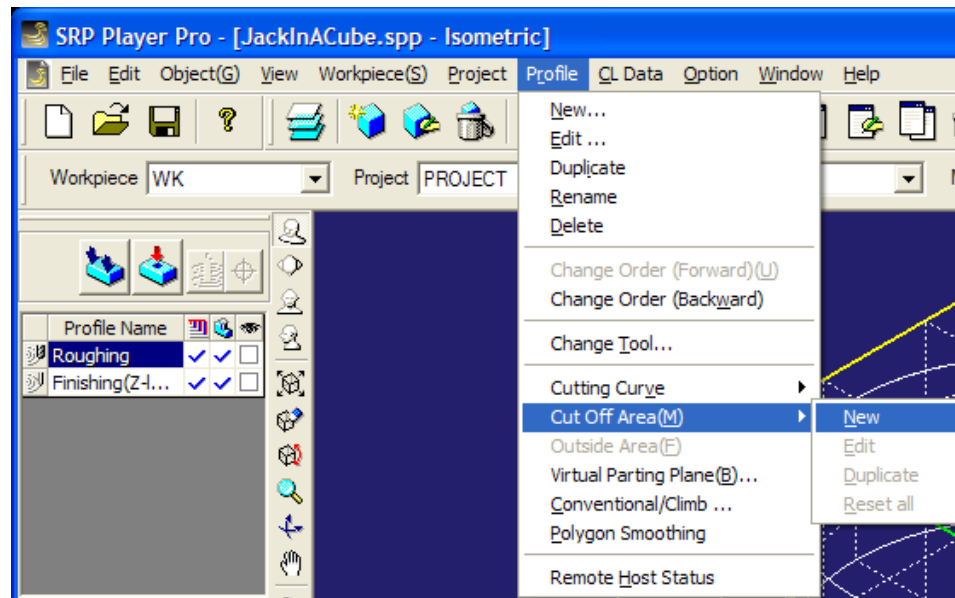 SRP Player Pro - [JackInACube.spp - Isometric]
File Edit Object(G) View Workpiece(S) Project Profile CL Data Option Window Help
Workpiece WK Project PROJECT
Profile Name
Roughing
Finishing(Z-l...
New...
Edit ...
Duplicate
Rename
Delete
Change Order (Forward)(U)
Change Order (Backward)
Change Tool...
Cutting Curve
Cut Off Area(M)
Outside Area(F)
Virtual Parting Plane(B)...
Conventional/Climb ...
Polygon Smoothing
Remote Host Status
New
Edit
Duplicate
Reset all